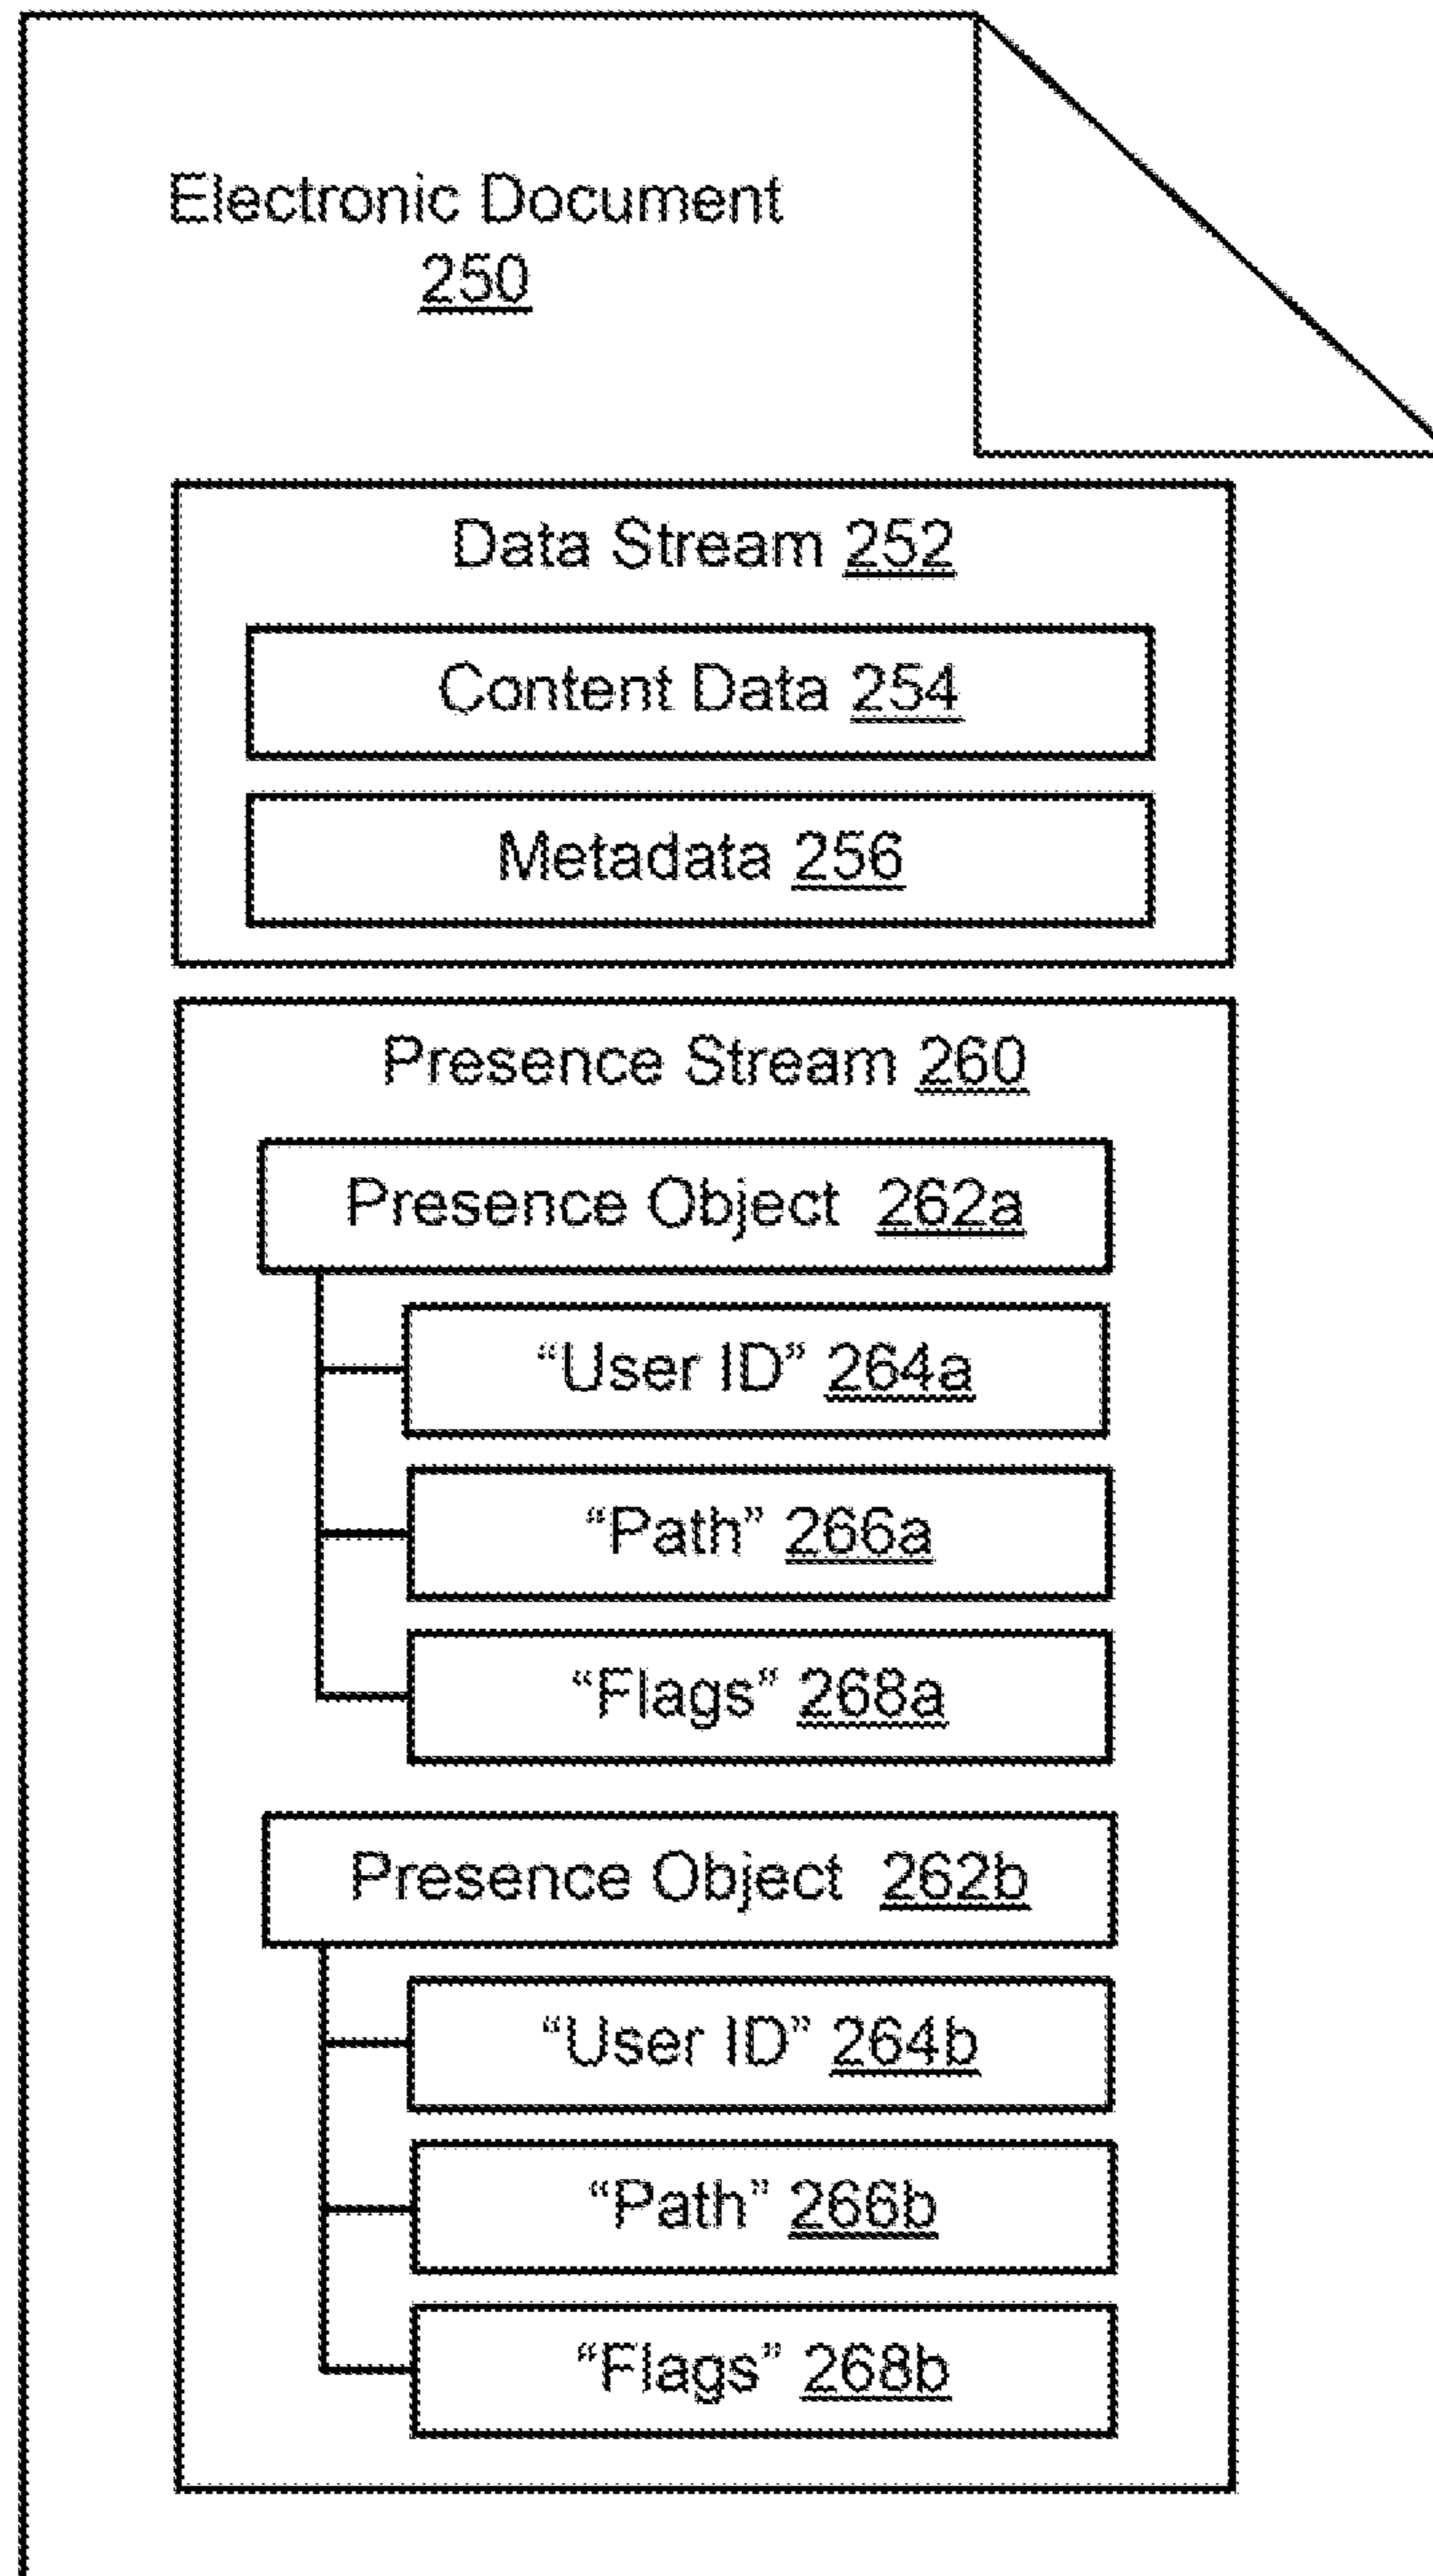 Electronic Document
250
Data Stream 252
Content Data 254
Metadata 256
Presence Stream 260
Presence Object 262a
“User ID” 264a
“Path” 266a
“Flags” 268a
Presence Object 262b
“User ID” 264b
“Path” 266b
“Flags” 268b